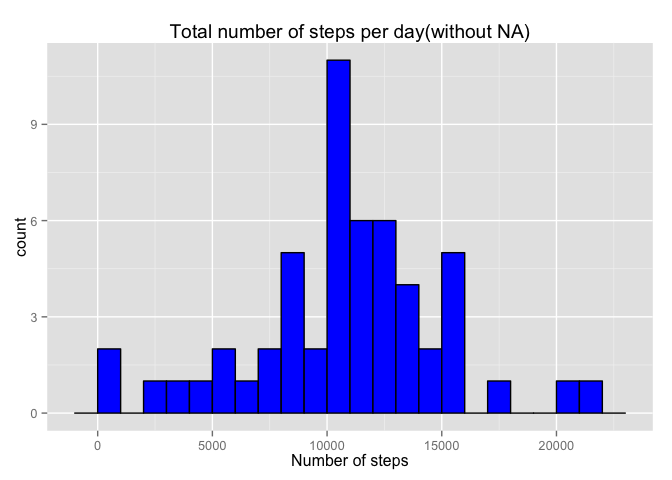 Total number of steps per day(without NA)
9
6
3
0
count
0 5000 10000 15000 20000
Number of steps